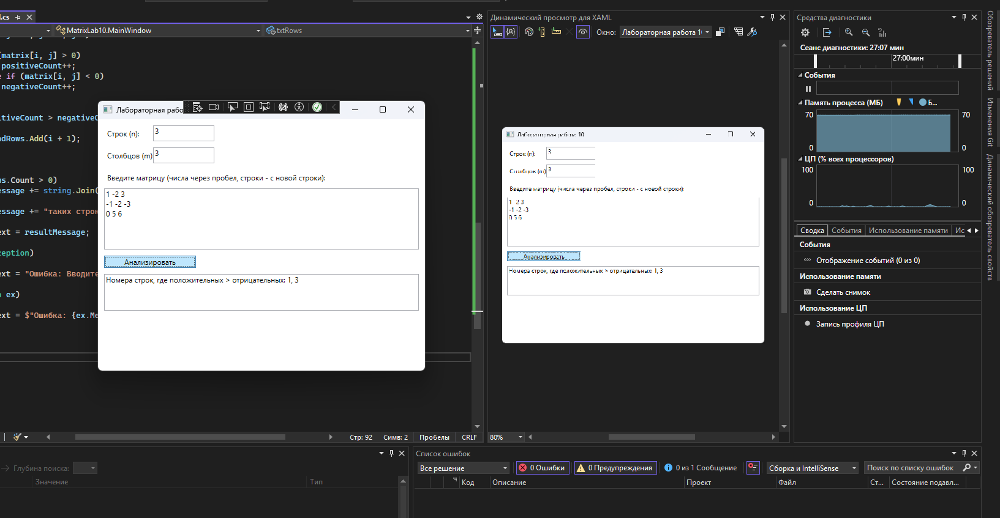 .cs
MatrixLab10.MainWindow
txtRows
(matrix[i, j] > 0)
positiveCount++;
if (matrix[i, j] < 0)
negativeCount++;
itiveCount > negativeC
ndRows.Add(i + 1);
s.Count > 0)
essage += string.Join(
essage += "таких строк
ext = resultMessage;
ception)
ext = "Ошибка: Вводите
ex)
ext = $"Ошибка: {ex.Me
Стр: 92
Симв: 2
Пробелы
CRLF
Лабораторная рабо
Строк (n):
3
Столбцов (m)
3
Введите матрицу (числа через пробел, строки - с новой строки):
1 -2 3
-1 -2 -3
0 5 6
Анализировать
Номера строк, где положительных > отрицательных: 1, 3
Динамический просмотр для XAML
Окно:
Лабораторная работа 1
Лабораторная работа 10
Строк (n):
3
Столбцов (m)
3
Введите матрицу (числа через пробел, строки - с новой строки):
1 -2 3
-1 -2 -3
0 5 6
Анализировать
Номера строк, где положительных > отрицательных: 1, 3
80%
Средства диагностики
Сеанс диагностики: 27:07 мин
27:00мин
События
Память процесса (МБ)
Б...
70
70
0
0
ЦП (% всех процессоров)
100
100
0
0
Сводка
События
Использование памяти
Ис
События
Отображение событий (0 из 0)
Использование памяти
Сделать снимок
Использование ЦП
Запись профиля ЦП
Обозреватель решений
Изменения Git
Динамический обозреватель свойств
Глубина поиска:
Значение
Тип
Список ошибок
Все решение
0 Ошибки
0 Предупреждения
0 из 1 Сообщение
Сборка и IntelliSense
Поиск по списку ошибок
Код
Описание
Проект
Файл
Ст...
Состояние подавл...